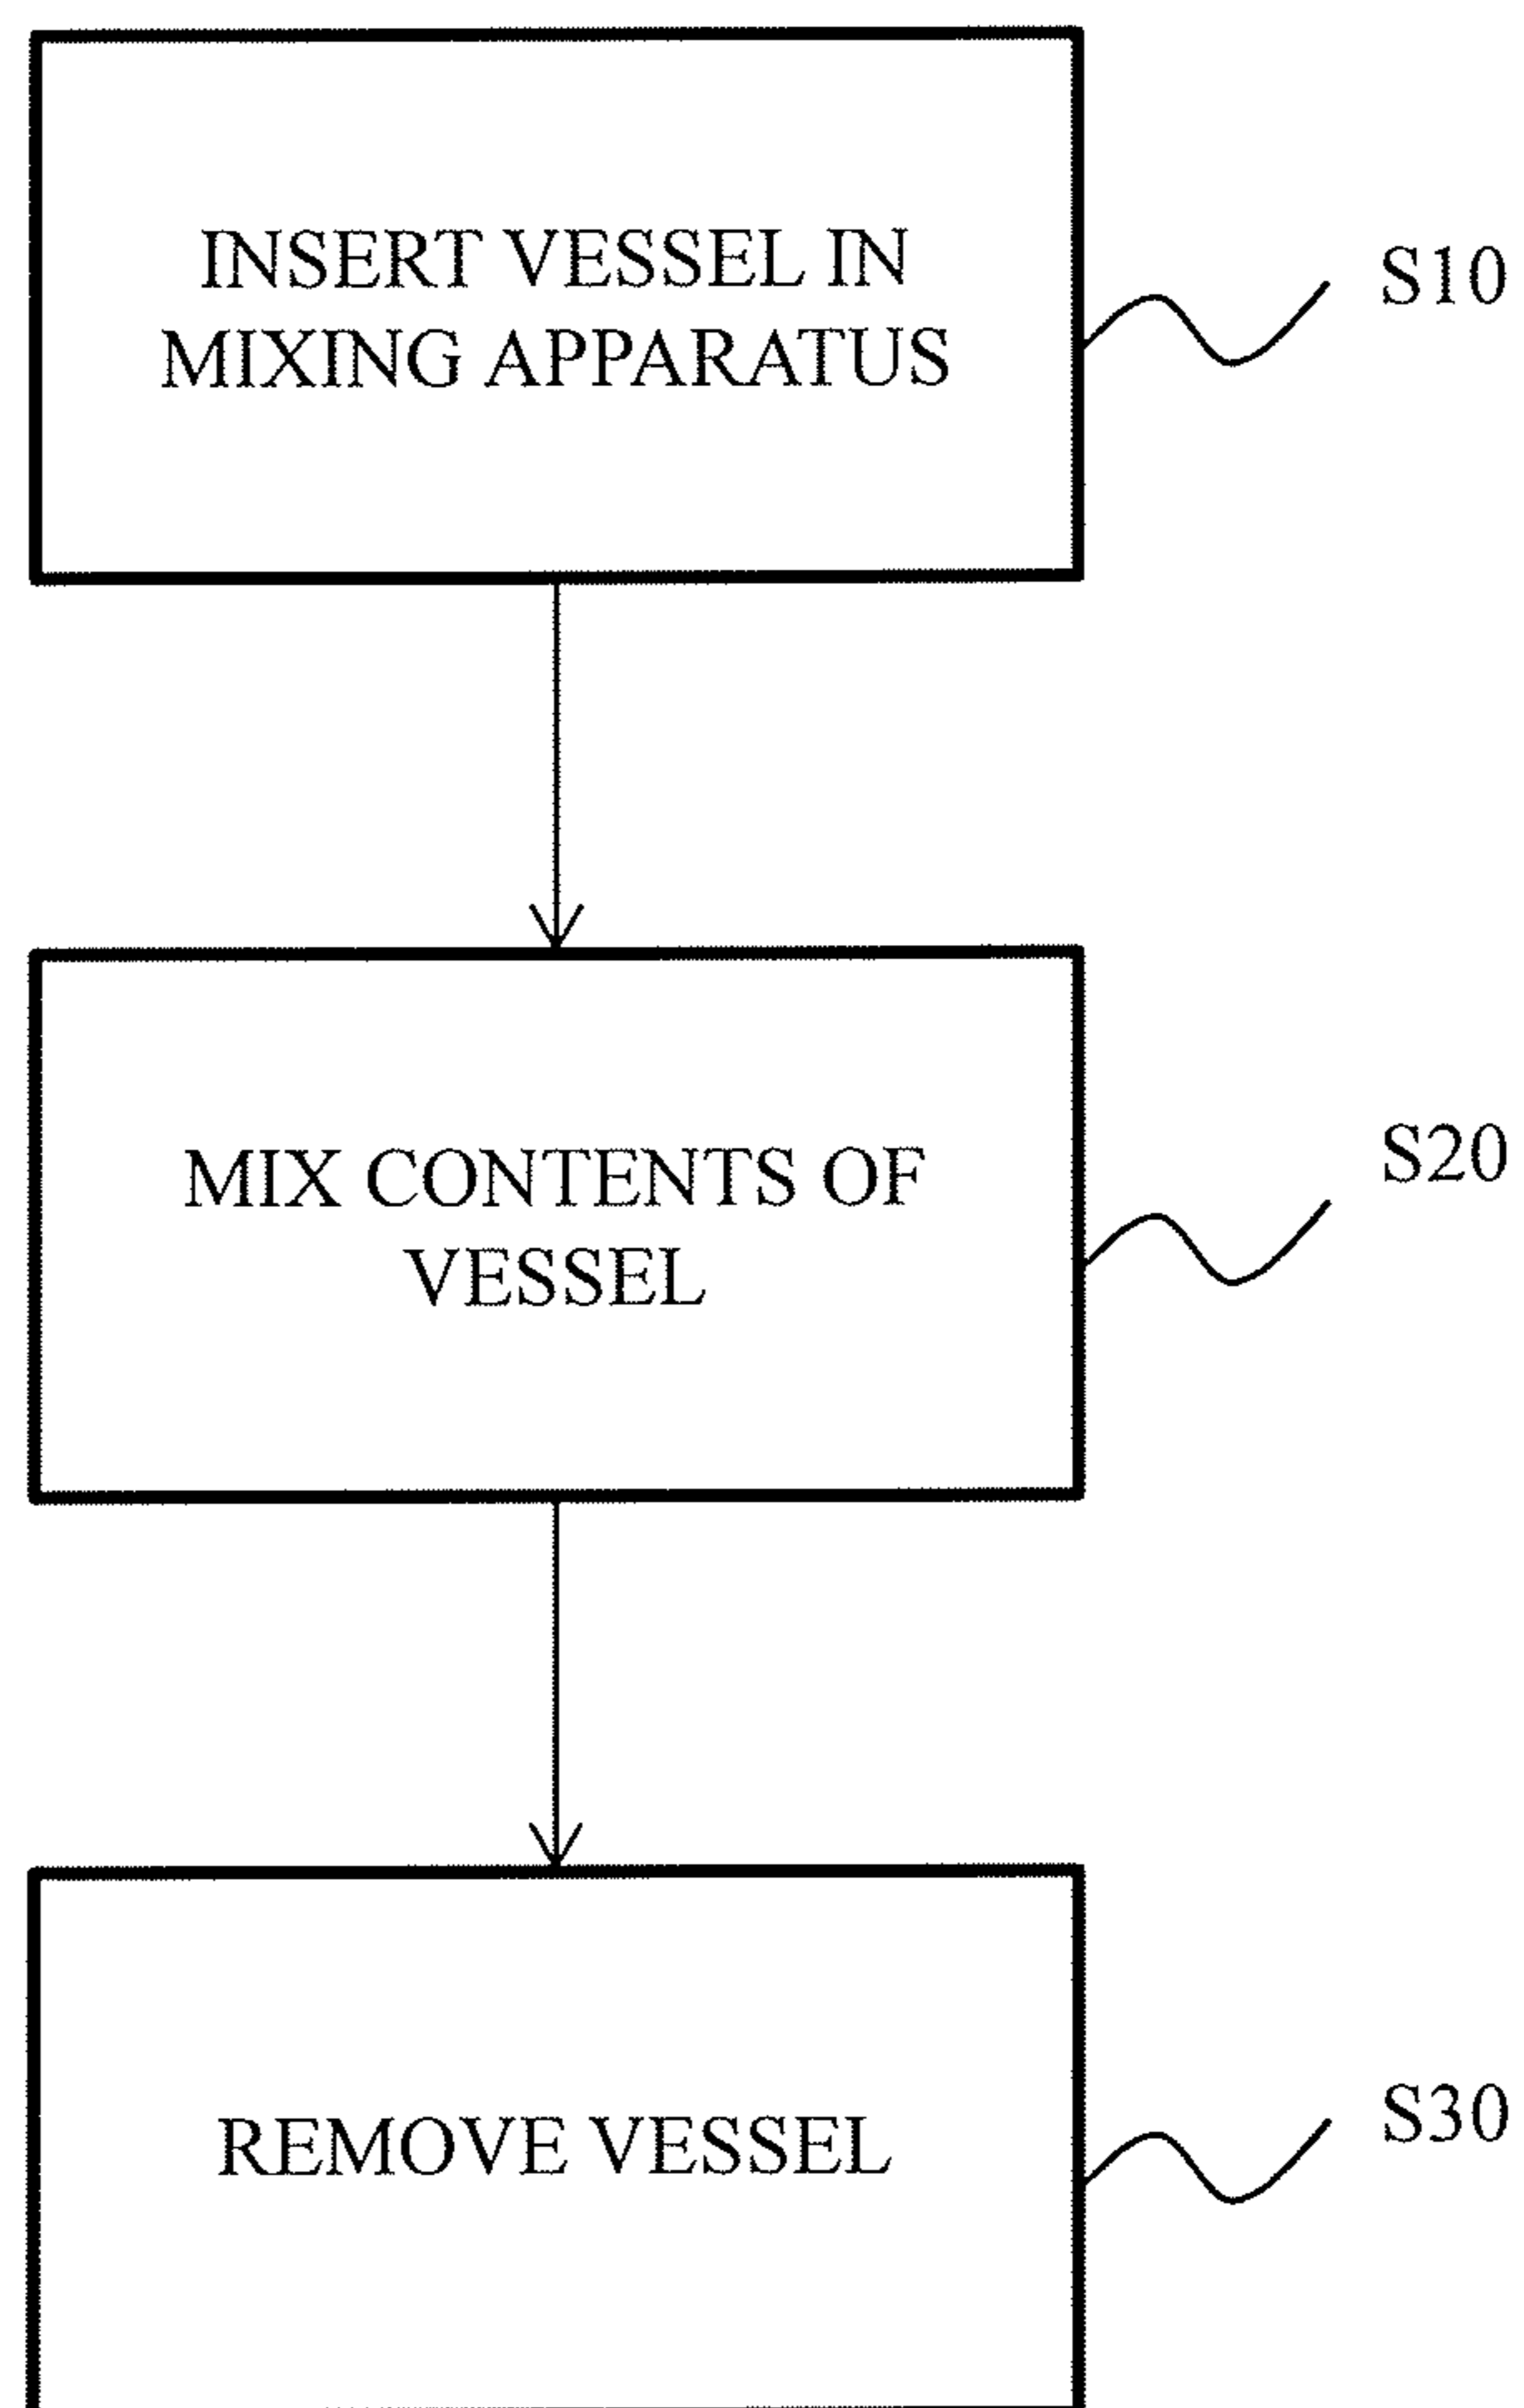 INSERT VESSEL IN
MIXING APPARATUS
S10
MIX CONTENTS OF
VESSEL
S20
REMOVE VESSEL
S30